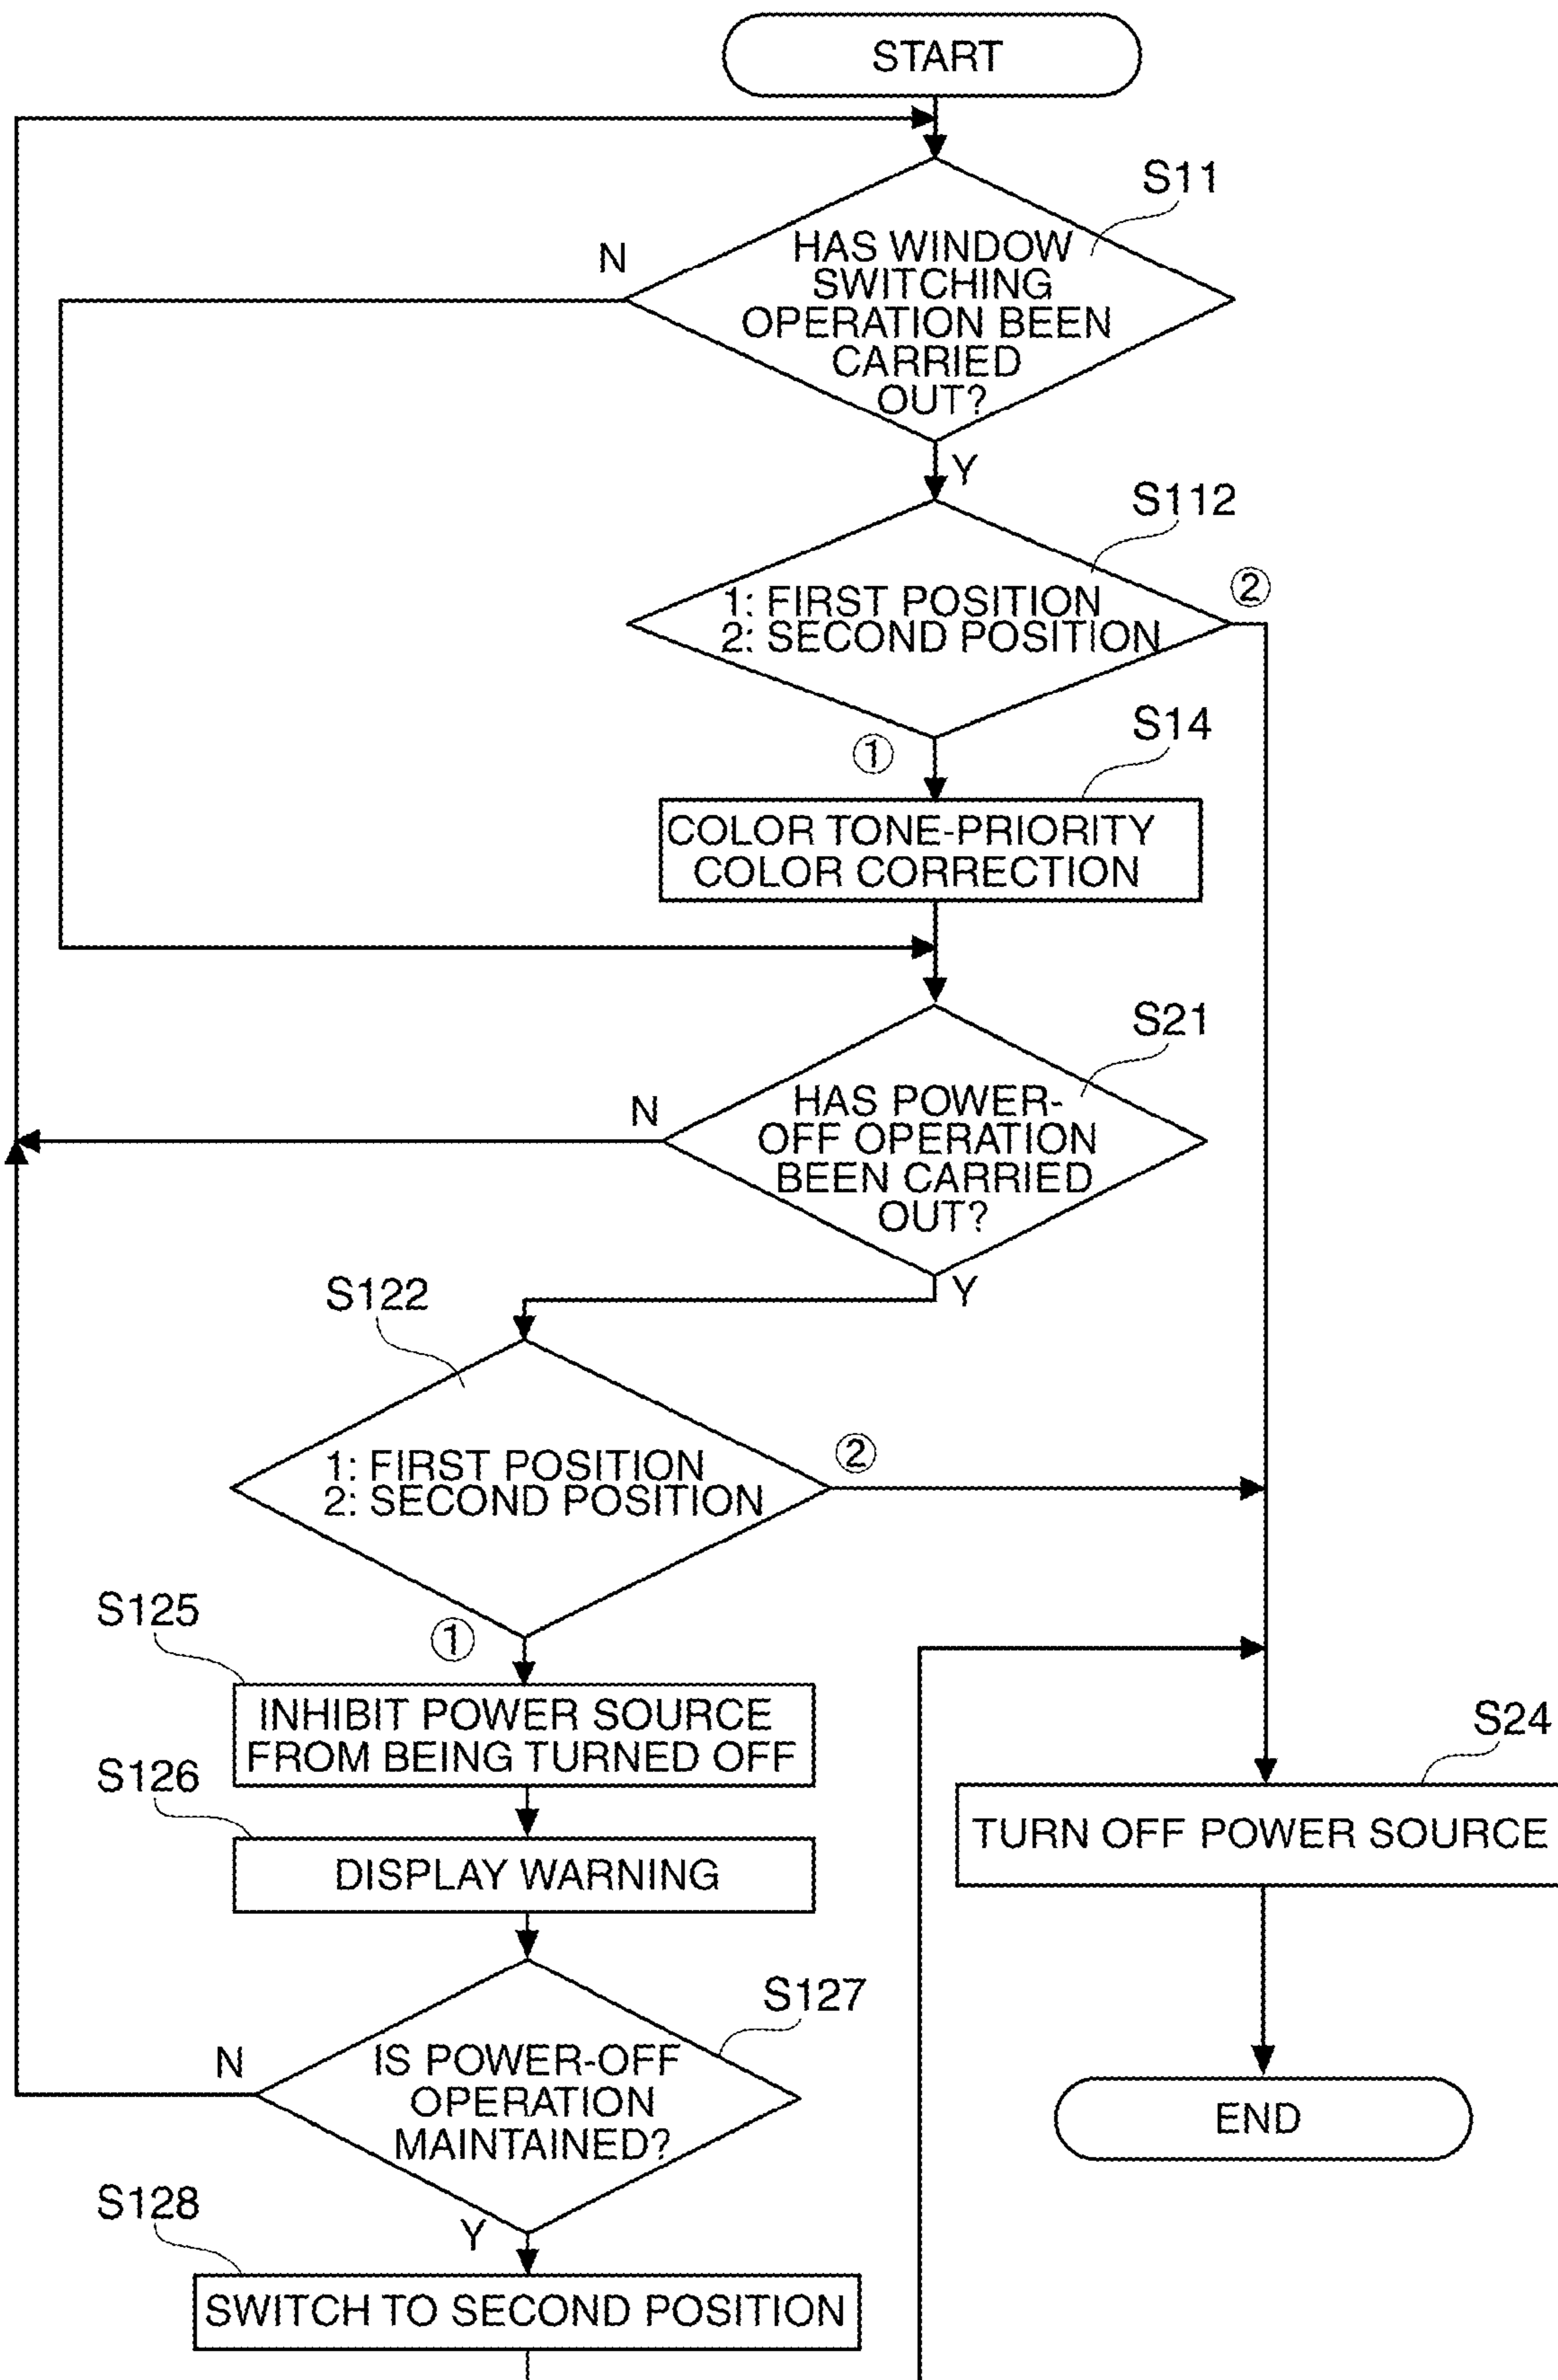 START
S11
N
HAS WINDOW
SWITCHING
OPERATION BEEN
CARRIED
OUT?
Y
S112
②
1: FIRST POSITION
2: SECOND POSITION
①
S14
COLOR TONE-PRIORITY
COLOR CORRECTION
S21
N
HAS POWER-
OFF OPERATION
BEEN CARRIED
OUT?
Y
S122
②
1: FIRST POSITION
2: SECOND POSITION
①
S125
INHIBIT POWER SOURCE
FROM BEING TURNED OFF
S24
TURN OFF POWER SOURCE
S126
DISPLAY WARNING
S127
N
IS POWER-OFF
OPERATION
MAINTAINED?
END
Y
S128
SWITCH TO SECOND POSITION